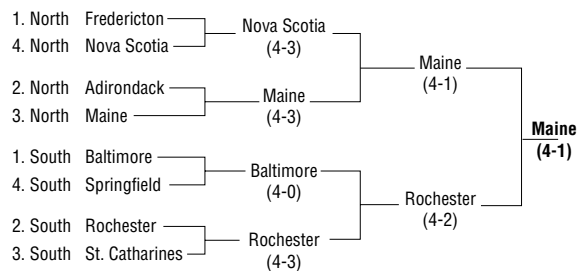 1. North Fredericton
4. North Nova Scotia
Nova Scotia
(4-3)
2. North Adirondack
3. North Maine
Maine
(4-3)
Maine
(4-1)
1. South Baltimore
4. South Springfield
Baltimore
(4-0)
2. South Rochester
3. South St. Catharines
Rochester
(4-3)
Rochester
(4-2)
Maine
(4-1)